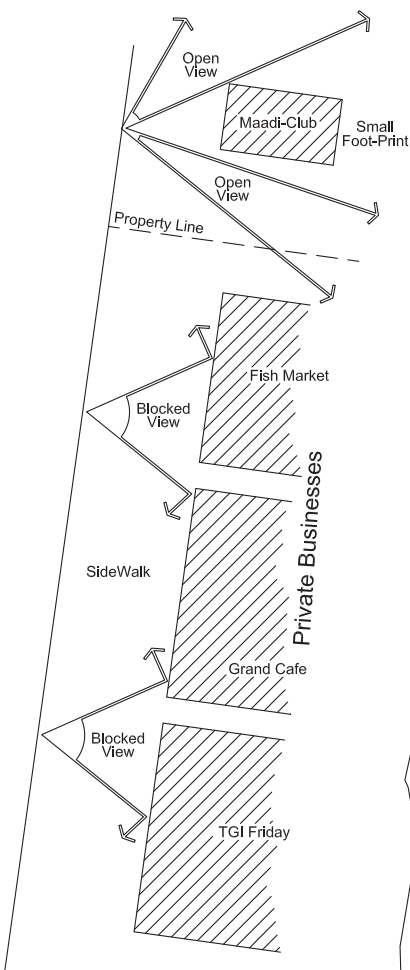 Open
View
Maadi-Club
Small
Foot-Print
Open
View
Property Line
Fish Market
Blocked
View
Private Businesses
SideWalk
Grand Cafe
Blocked
View
TGI Friday